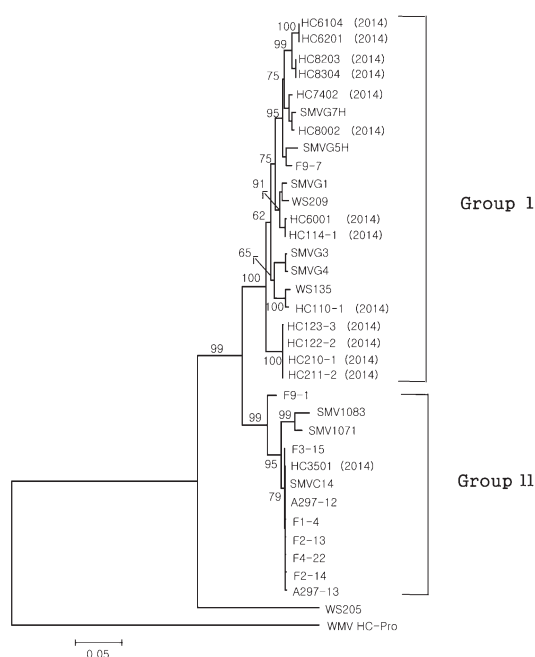 100
HC6104 (2014)
HC6201 (2014)
99
HC8203 (2014)
HC8304 (2014)
75
HC7402 (2014)
95
SMVG7H
HC8002 (2014)
SMVG5H
75
F9-7
91
SMVG1
WS209
Group 1
62
HC6001 (2014)
HC114-1 (2014)
65
SMVG3
SMVG4
100
WS135
100
HC110-1 (2014)
HC123-3 (2014)
HC122-2 (2014)
99
100
HC210-1 (2014)
HC211-2 (2014)
F9-1
99
99
SMV1083
SMV1071
95
F3-15
HC3501 (2014)
SMVC14
Group 11
79
A297-12
F1-4
F2-13
F4-22
F2-14
A297-13
WS205
WMV HC-Pro
0.05